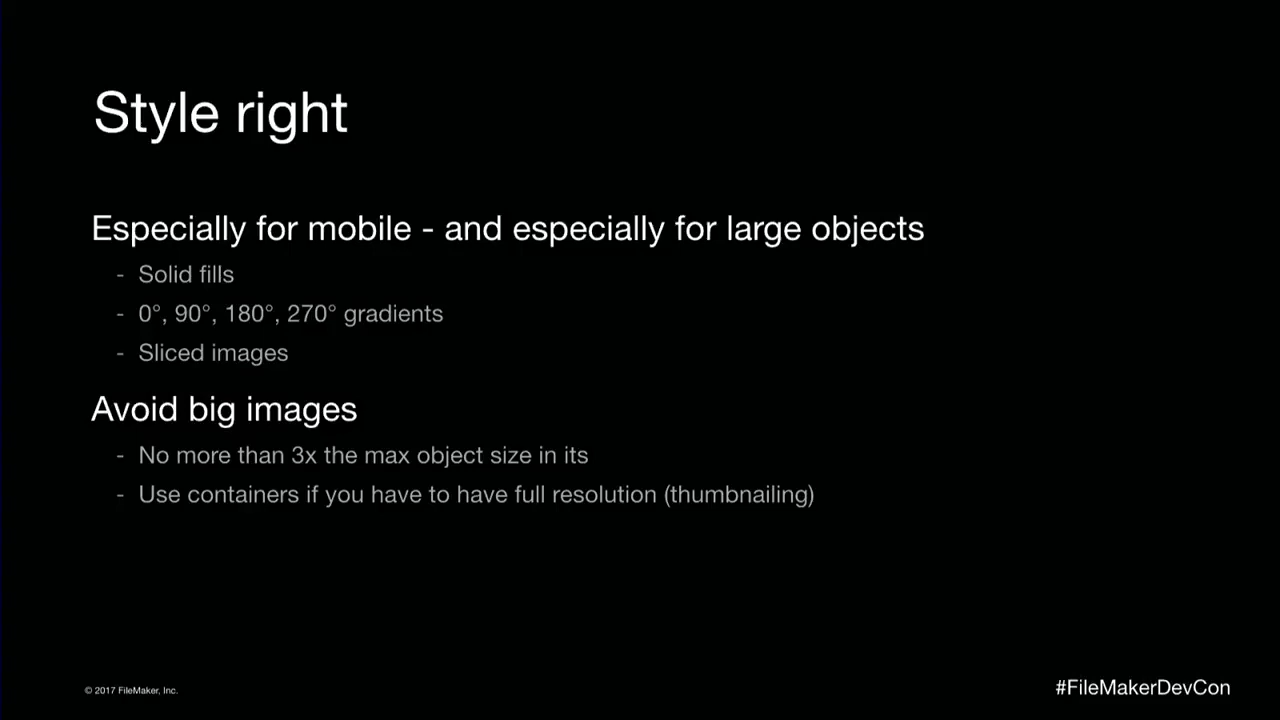 Style right
Especially for mobile - and especially for large objects
- Solid fills
- 0°, 90°, 180°, 270° gradients
- Sliced images
Avoid big images
- No more than 3x the max object size in its
- Use containers if you have to have full resolution (thumbnailing)
© 2017 FileMaker, Inc.
#FileMakerDevCon